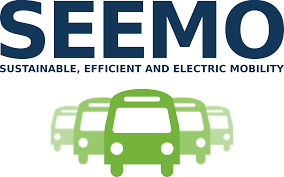 SEEMO
SUSTAINABLE, EFFICIENT AND ELECTRIC MOBILITY